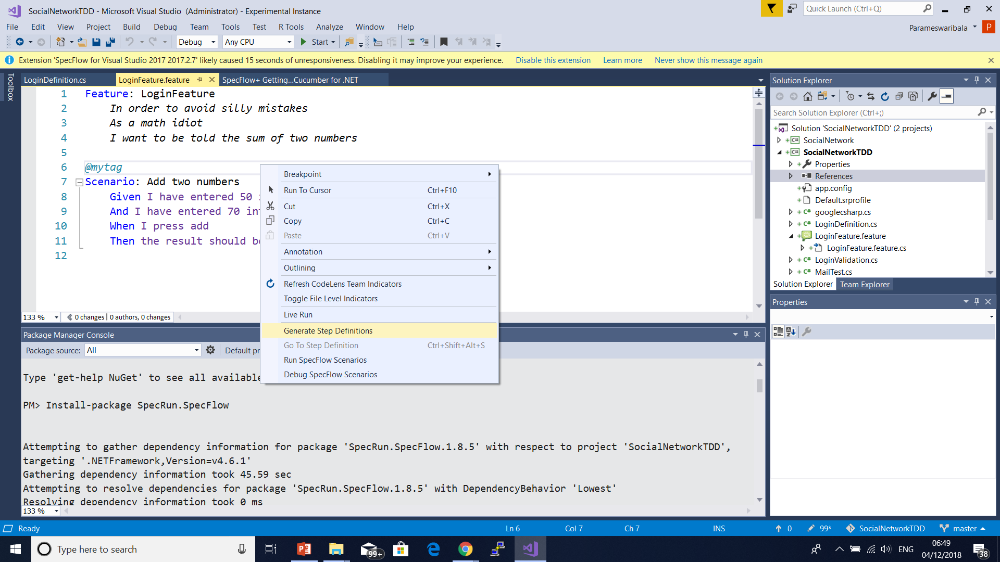 SocialNetworkTDD - Microsoft Visual Studio (Administrator) - Experimental Instance
Quick Launch (Ctrl+Q)
File Edit View Project Build Debug Team Tools Test R Tools Analyze Window Help
Parameswaribala P
Debug Any CPU Start
Extension 'SpecFlow for Visual Studio 2017 2017.2.7' likely caused 15 seconds of unresponsiveness. Disabling it may improve your experience. Disable this extension Learn more Never show this message again
Toolbox
LoginDefinition.cs LoginFeature.feature SpecFlow+ Getting...Cucumber for .NET
1 Feature: LoginFeature
2 In order to avoid silly mistakes
3 As a math idiot
4 I want to be told the sum of two numbers
5
6 @mytag
7 Scenario: Add two numbers
8 Given I have entered 50
9 And I have entered 70
10 When I press add
11 Then the result should
12
133 % 0 changes | 0 authors, 0 changes
Breakpoint
Run To Cursor Ctrl+F10
Cut Ctrl+X
Copy Ctrl+C
Paste Ctrl+V
Annotation
Outlining
Refresh CodeLens Team Indicators
Toggle File Level Indicators
Live Run
Generate Step Definitions
Go To Step Definition Ctrl+Shift+Alt+S
Run SpecFlow Scenarios
Debug SpecFlow Scenarios
Package Manager Console
Package source: All Default pr
Type 'get-help NuGet' to see all available
PM> Install-package SpecRun.SpecFlow
Attempting to gather dependency information for package 'SpecRun.SpecFlow.1.8.5' with respect to project 'SocialNetworkTDD',
targeting '.NETFramework,Version=v4.6.1'
Gathering dependency information took 45.59 sec
Attempting to resolve dependencies for package 'SpecRun.SpecFlow.1.8.5' with DependencyBehavior 'Lowest'
Resolving dependency information took 0 ms
133 %
Solution Explorer
Search Solution Explorer (Ctrl+;)
Solution 'SocialNetworkTDD' (2 projects)
SocialNetwork
SocialNetworkTDD
Properties
References
app.config
Default.srprofile
googlecsharp.cs
LoginDefinition.cs
LoginFeature.feature
LoginFeature.feature.cs
LoginValidation.cs
MailTest.cs
Solution Explorer Team Explorer
Properties
Ready Ln 6 Col 7 Ch 7 INS 0 99* SocialNetworkTDD master
Type here to search
99+
ENG
06:49
04/12/2018
38